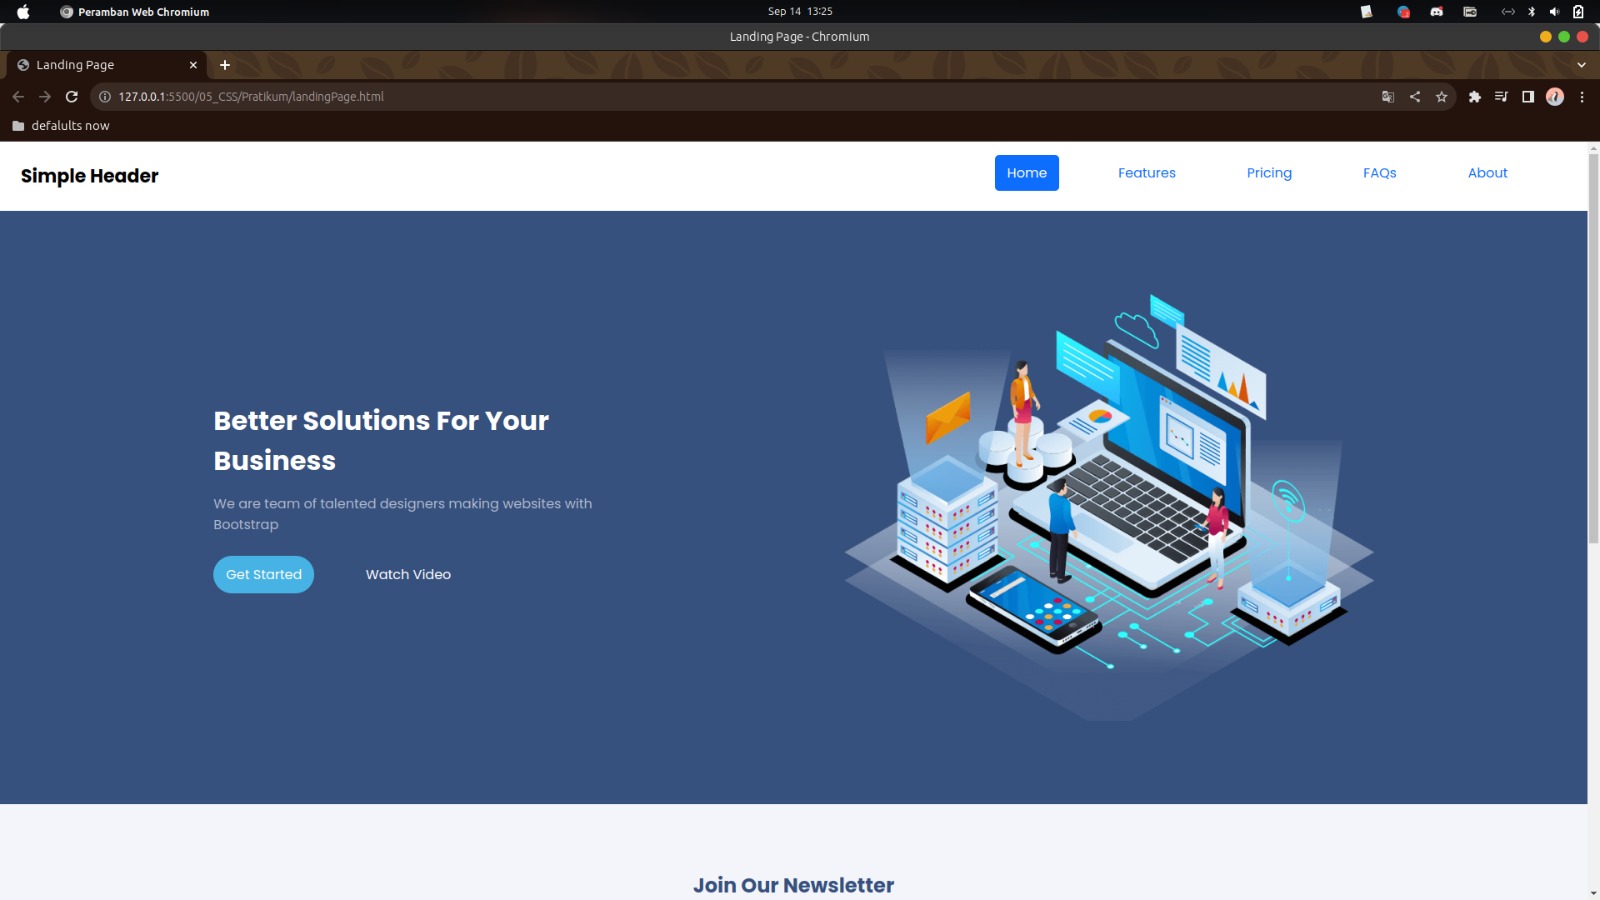 Peramban Web Chromium
Sep 14 13:25
Landing Page - Chromium
Landing Page
127.0.0.1:5500/05_CSS/Pratikum/landingPage.html
defalults now
Simple Header
Home
Features
Pricing
FAQs
About
Better Solutions For Your
Business
We are team of talented designers making websites with
Bootstrap
Get Started
Watch Video
Join Our Newsletter